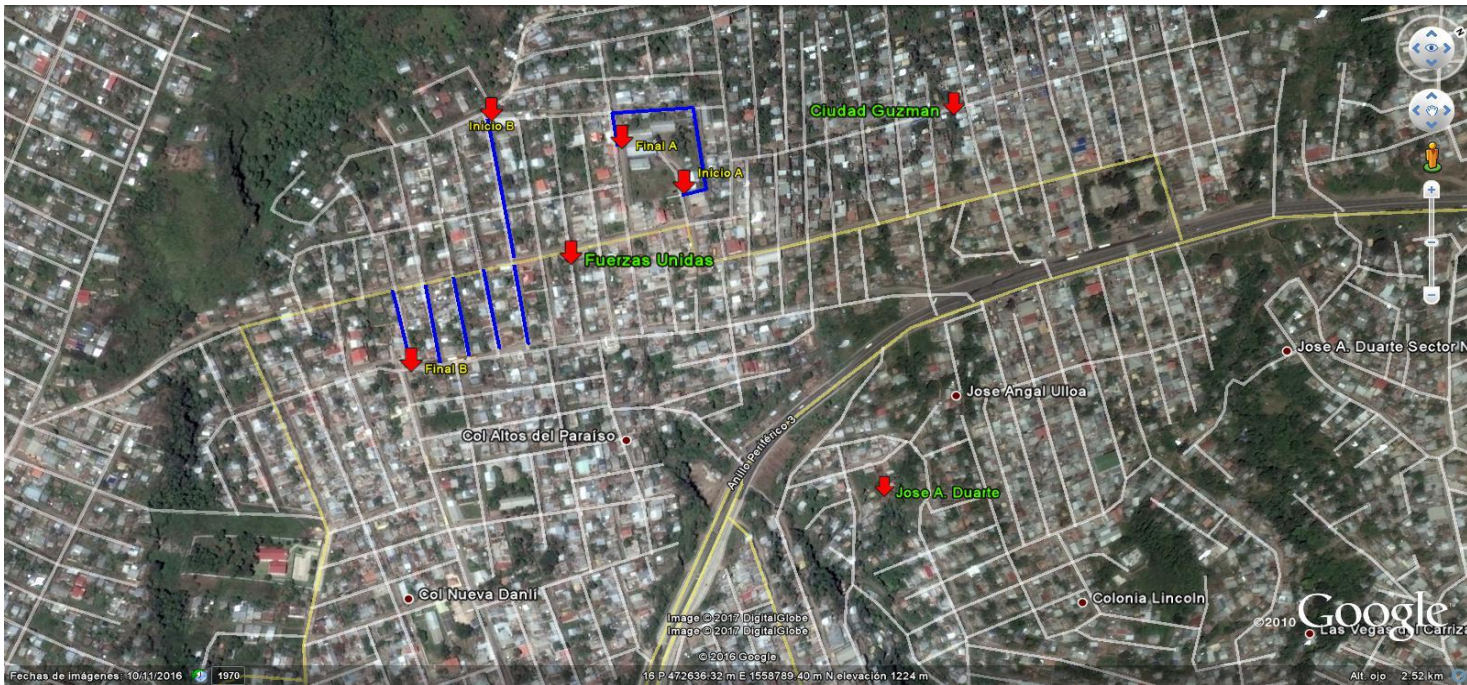 Ciudad Guzman
Inicio B
Final A
Inicio A
Fuerzas Unidas
Jose A. Duarte Sector N
Final B
Jose Angal Ulloa
Col Altos del Paraíso
Anillo Periférico 3
Jose A. Duarte
Col Nueva Danlí
Colonia Lincoln
Image © 2017 DigitalGlobe
Image © 2017 DigitalGlobe
©2010 Google
Las Vegas del Carriza
© 2016 Google
Fechas de imágenes: 10/11/2016 1970
16 P 472636.32 m E 1558789.40 m N elevación 1224 m
Alt. ojo 2.52 km